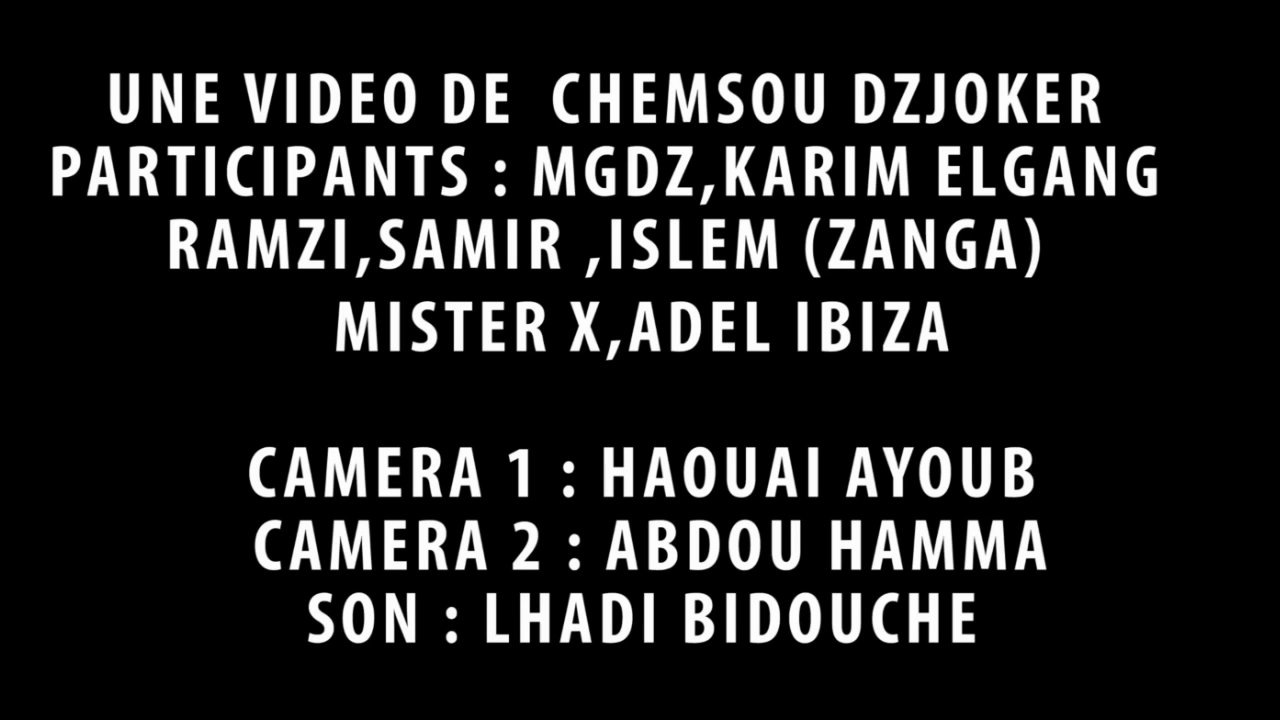 UNE VIDEO DE  CHEMSOU DZJOKER
PARTICIPANTS : MGDZ,KARIM ELGANG
RAMZI,SAMIR ,ISLEM (ZANGA)
MISTER X,ADEL IBIZA
CAMERA 1 : HAOUAI AYOUB
CAMERA 2 : ABDOU HAMMA
SON : LHADI BIDOUCHE